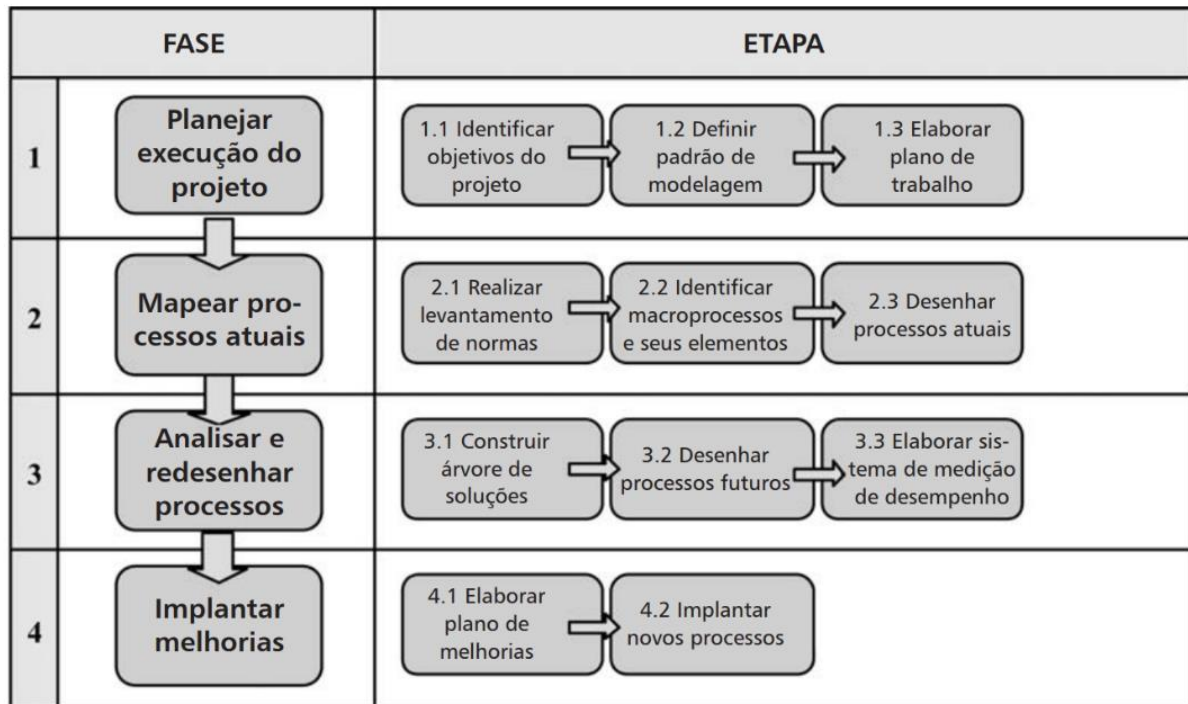 FASE
ETAPA
1
Planejar
execução do
projeto
1.1 Identificar
objetivos do
projeto
1.2 Definir
padrão de
modelagem
1.3 Elaborar
plano de
trabalho
2
Mapear pro-
cessos atuais
2.1 Realizar
levantamento
de normas
2.2 Identificar
macroprocessos
e seus elementos
2.3 Desenhar
processos atuais
3
Analisar e
redesenhar
processos
3.1 Construir
árvore de
soluções
3.2 Desenhar
processos futuros
3.3 Elaborar sis-
tema de medição
de desempenho
4
Implantar
melhorias
4.1 Elaborar
plano de
melhorias
4.2 Implantar
novos processos